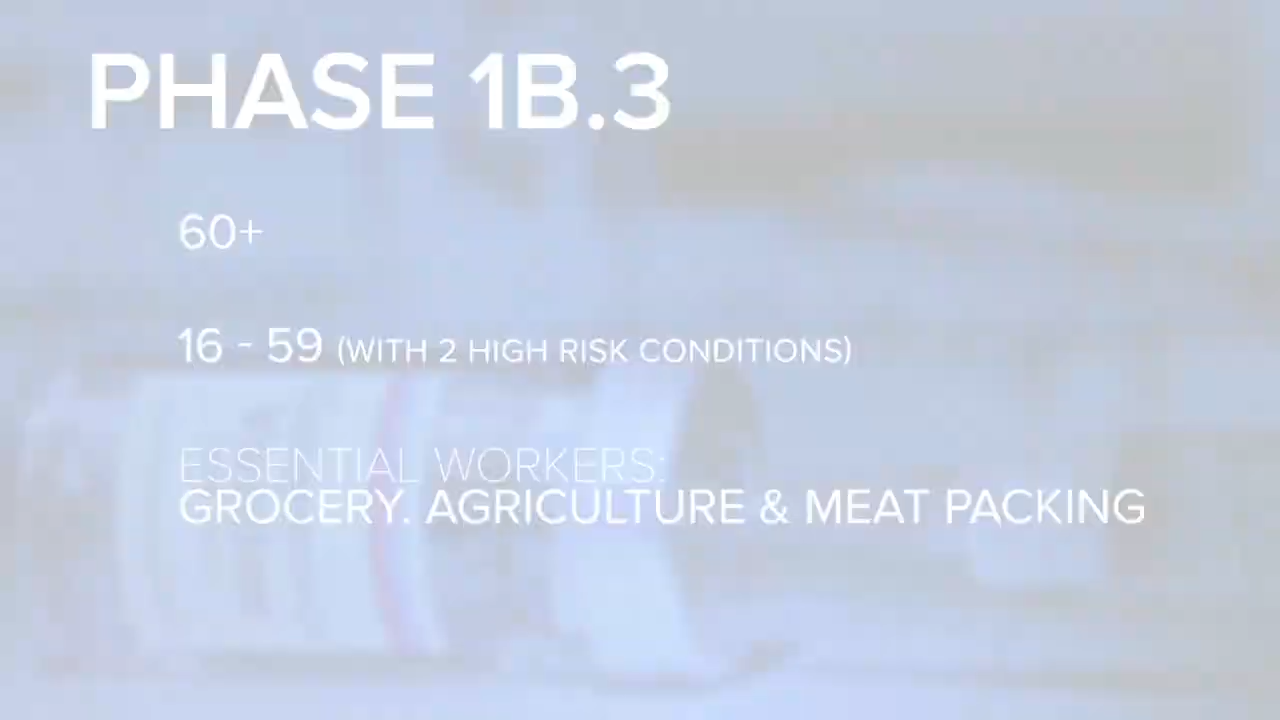 PHASE 1B.3
60+
16 - 59 (WITH 2 HIGH RISK CONDITIONS)
ESSENTIAL WORKERS:
GROCERY. AGRICULTURE & MEAT PACKING